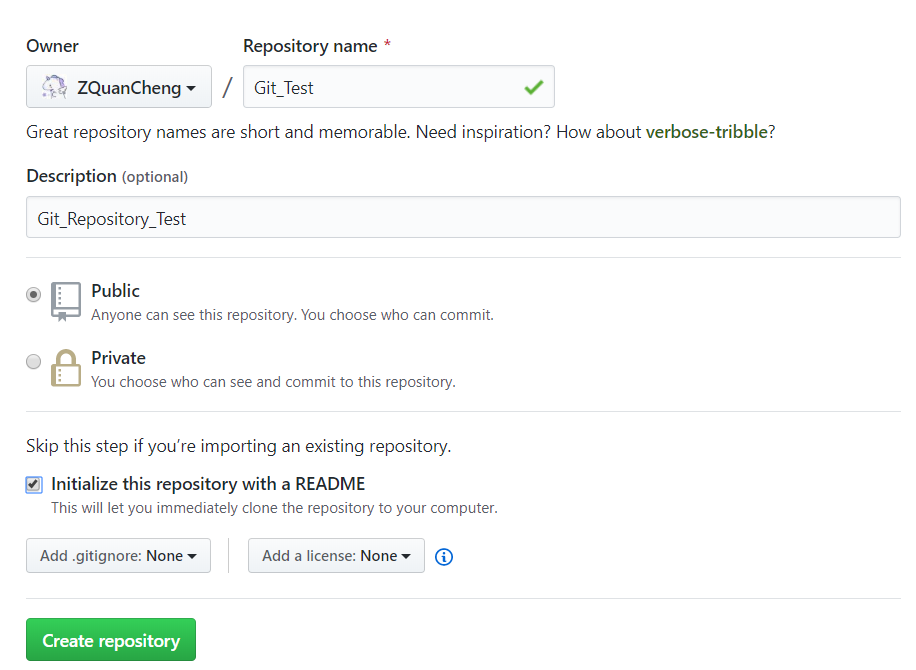 Owner
Repository name *
ZQuanCheng / Git_Test
Great repository names are short and memorable. Need inspiration? How about verbose-tribble?
Description (optional)
Git_Repository_Test
Public
Anyone can see this repository. You choose who can commit.
Private
You choose who can see and commit to this repository.
Skip this step if you’re importing an existing repository.
Initialize this repository with a README
This will let you immediately clone the repository to your computer.
Add .gitignore: None
Add a license: None
Create repository